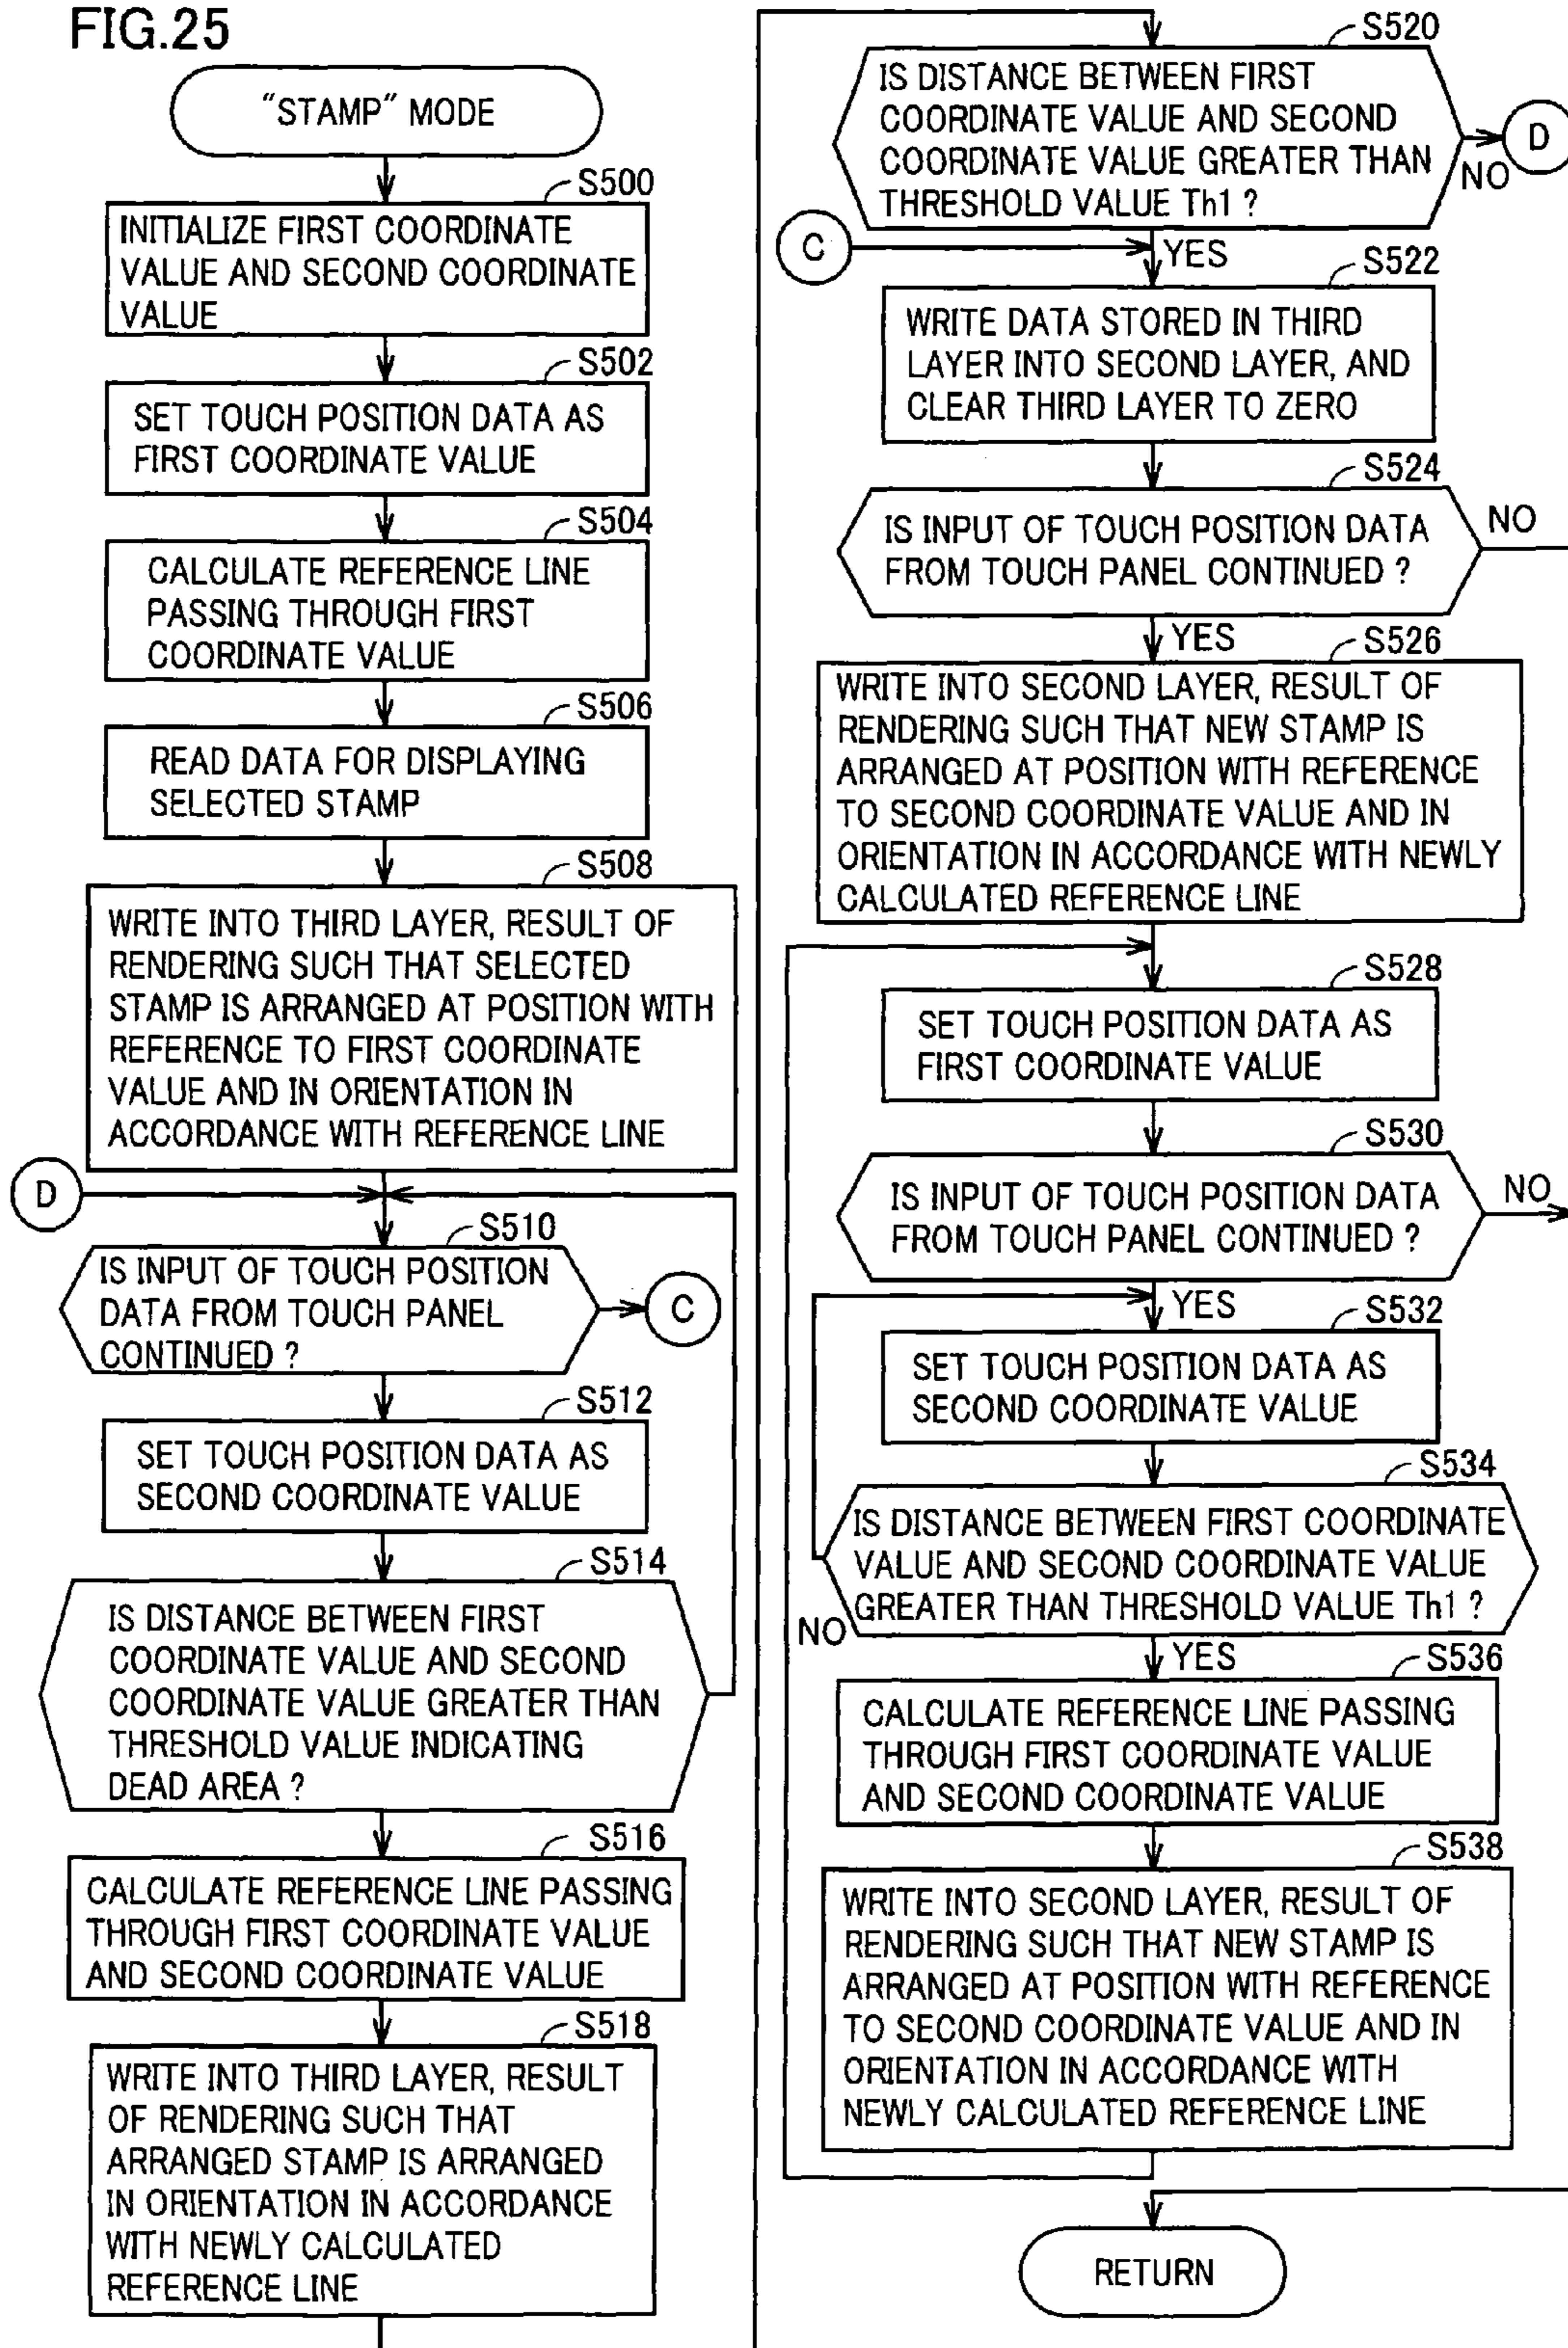 FIG.25
"STAMP" MODE
S500
INITIALIZE FIRST COORDINATE
VALUE AND SECOND COORDINATE
VALUE
S502
SET TOUCH POSITION DATA AS
FIRST COORDINATE VALUE
S504
CALCULATE REFERENCE LINE
PASSING THROUGH FIRST
COORDINATE VALUE
S506
READ DATA FOR DISPLAYING
SELECTED STAMP
S508
WRITE INTO THIRD LAYER, RESULT OF
RENDERING SUCH THAT SELECTED
STAMP IS ARRANGED AT POSITION WITH
REFERENCE TO FIRST COORDINATE
VALUE AND IN ORIENTATION IN
ACCORDANCE WITH REFERENCE LINE
D
S510
IS INPUT OF TOUCH POSITION
DATA FROM TOUCH PANEL
CONTINUED ?
C
S512
SET TOUCH POSITION DATA AS
SECOND COORDINATE VALUE
S514
IS DISTANCE BETWEEN FIRST
COORDINATE VALUE AND SECOND
COORDINATE VALUE GREATER THAN
THRESHOLD VALUE INDICATING
DEAD AREA ?
S516
CALCULATE REFERENCE LINE PASSING
THROUGH FIRST COORDINATE VALUE
AND SECOND COORDINATE VALUE
S518
WRITE INTO THIRD LAYER, RESULT
OF RENDERING SUCH THAT
ARRANGED STAMP IS ARRANGED
IN ORIENTATION IN ACCORDANCE
WITH NEWLY CALCULATED
REFERENCE LINE
S520
IS DISTANCE BETWEEN FIRST
COORDINATE VALUE AND SECOND
COORDINATE VALUE GREATER THAN
THRESHOLD VALUE Th1 ?
D
NO
C
YES
S522
WRITE DATA STORED IN THIRD
LAYER INTO SECOND LAYER, AND
CLEAR THIRD LAYER TO ZERO
S524
IS INPUT OF TOUCH POSITION DATA
FROM TOUCH PANEL CONTINUED ?
NO
YES
S526
WRITE INTO SECOND LAYER, RESULT OF
RENDERING SUCH THAT NEW STAMP IS
ARRANGED AT POSITION WITH REFERENCE
TO SECOND COORDINATE VALUE AND IN
ORIENTATION IN ACCORDANCE WITH NEWLY
CALCULATED REFERENCE LINE
S528
SET TOUCH POSITION DATA AS
FIRST COORDINATE VALUE
S530
IS INPUT OF TOUCH POSITION DATA
FROM TOUCH PANEL CONTINUED ?
NO
YES
S532
SET TOUCH POSITION DATA AS
SECOND COORDINATE VALUE
S534
IS DISTANCE BETWEEN FIRST COORDINATE
VALUE AND SECOND COORDINATE VALUE
GREATER THAN THRESHOLD VALUE Th1 ?
NO
YES
S536
CALCULATE REFERENCE LINE PASSING
THROUGH FIRST COORDINATE VALUE
AND SECOND COORDINATE VALUE
S538
WRITE INTO SECOND LAYER, RESULT OF
RENDERING SUCH THAT NEW STAMP IS
ARRANGED AT POSITION WITH REFERENCE
TO SECOND COORDINATE VALUE AND IN
ORIENTATION IN ACCORDANCE WITH
NEWLY CALCULATED REFERENCE LINE
RETURN